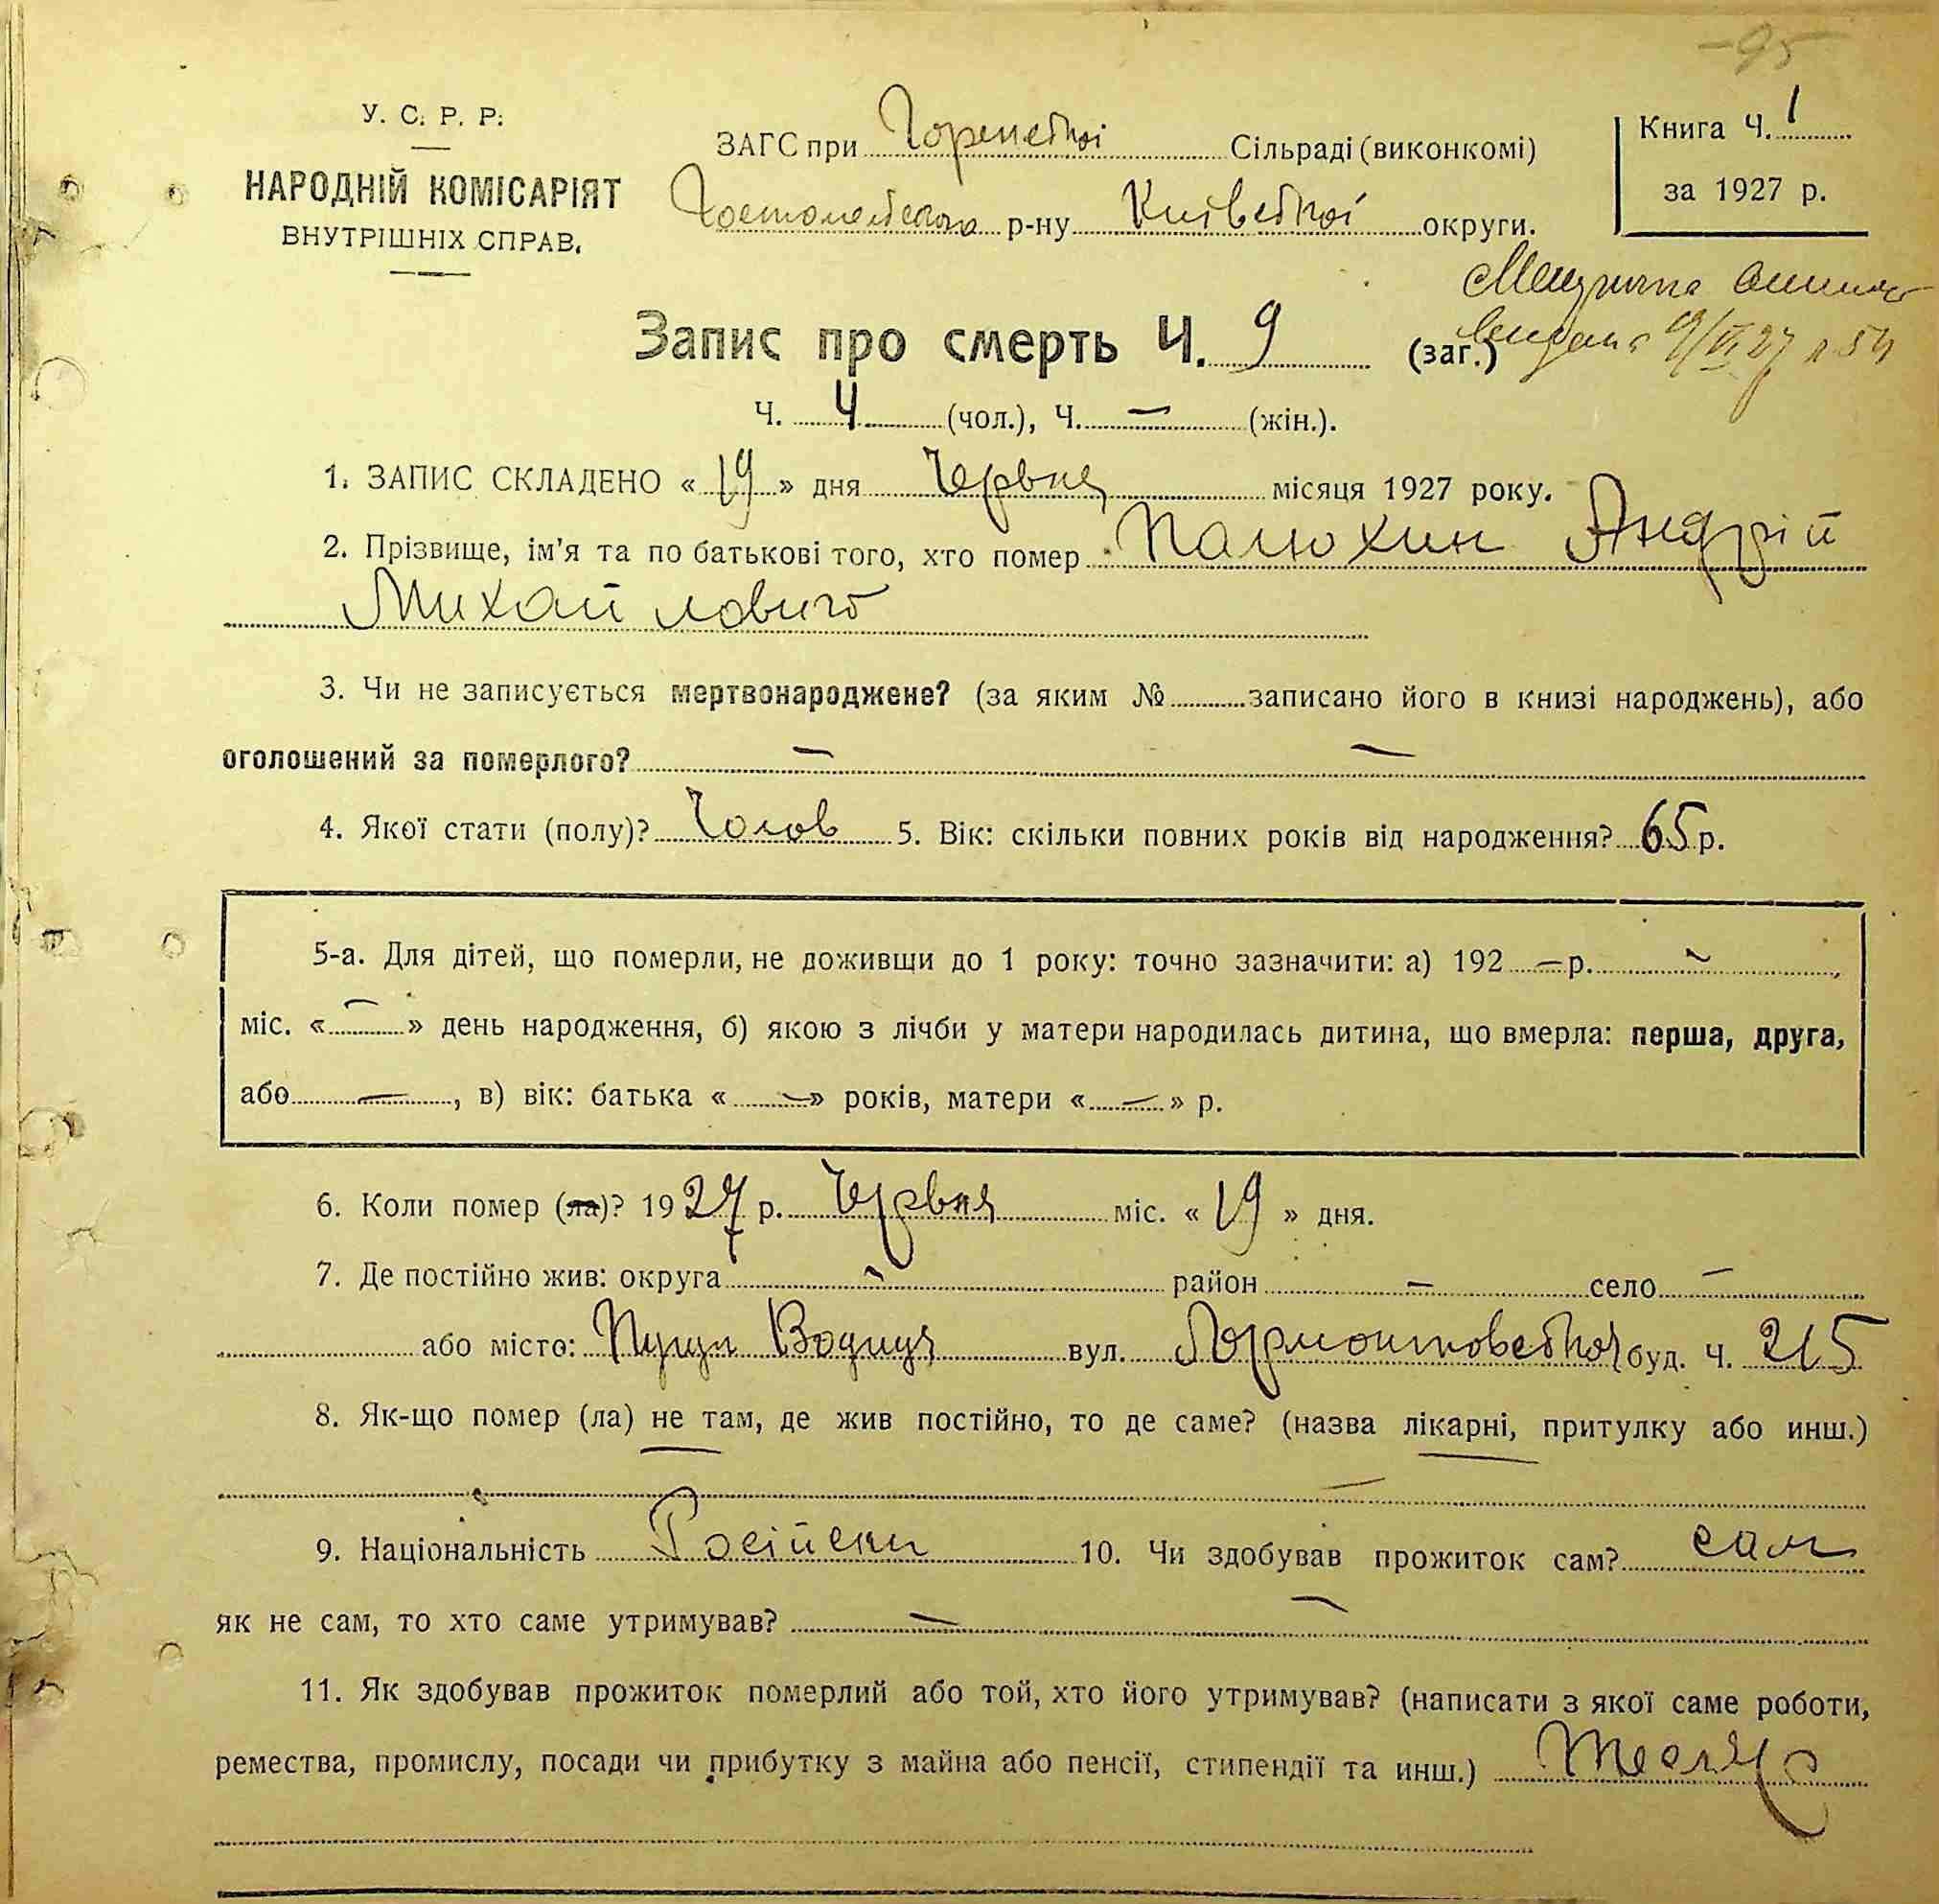 -95
У. С. Р. Р.
НАРОДНІЙ КОМІСАРІЯТ
ВНУТРІШНІХ СПРАВ.
ЗАГС при Горенської Сільраді (виконкомі)
Гостомельського р-ну Київської округи.
Книга Ч. 1
за 1927 р.
Запис про смерть Ч. 9 (заг.)
Ч. 4 (чол.), Ч. — (жін.).
1. ЗАПИС СКЛАДЕНО « 19 » дня Червня місяця 1927 року.
2. Прізвище, ім'я та по батькові того, хто помер Палюхин Андрій
Михайлович
3. Чи не записується мертвонароджене? (за яким № записано його в книзі народжень), або
оголошений за померлого? — —
4. Якої стати (полу)? Чолов 5. Вік: скільки повних років від народження? 65 р.
5-а. Для дітей, що померли, не доживши до 1 року: точно зазначити: а) 192 — р. —,
міс. « — » день народження, б) якою з лічби у матери народилась дитина, що вмерла: перша, друга,
або —, в) вік: батька « — » років, матери « — » р.
6. Коли помер (ла)? 1927 р. Червня міс. « 19 » дня.
7. Де постійно жив: округа — район — село —
або місто: Пуща Водиця вул. Лермонтовської буд. ч. 215
8. Як-що помер (ла) не там, де жив постійно, то де саме? (назва лікарні, притулку або инш.)
—
9. Національність Російски 10. Чи здобував прожиток сам? сам
як не сам, то хто саме утримував? — —
11. Як здобував прожиток померлий або той, хто його утримував? (написати з якої саме роботи,
ремества, промислу, посади чи прибутку з майна або пенсії, стипендії та инш.) Тесляр